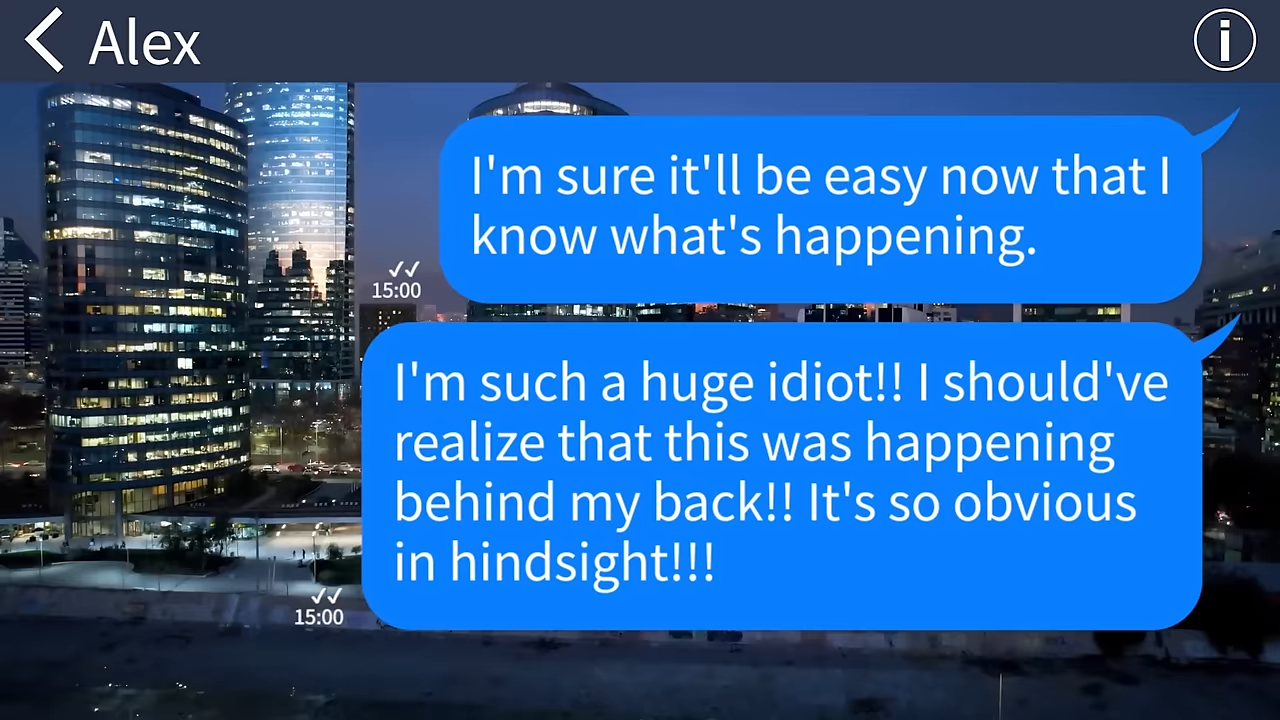 Alex
I'm sure it'll be easy now that I
know what's happening.
15:00
I'm such a huge idiot!! I should've
realize that this was happening
behind my back!! It's so obvious
in hindsight!!!
15:00